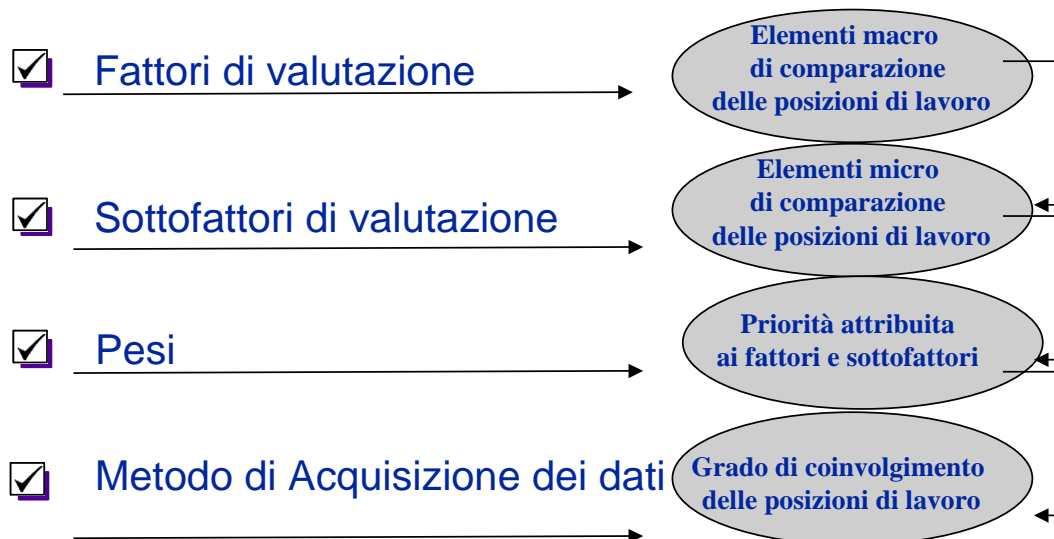 Fattori di valutazione
Elementi macro
di comparazione
delle posizioni di lavoro
Sottofattori di valutazione
Elementi micro
di comparazione
delle posizioni di lavoro
Pesi
Priorità attribuita
ai fattori e sottofattori
Metodo di Acquisizione dei dati
Grado di coinvolgimento
delle posizioni di lavoro